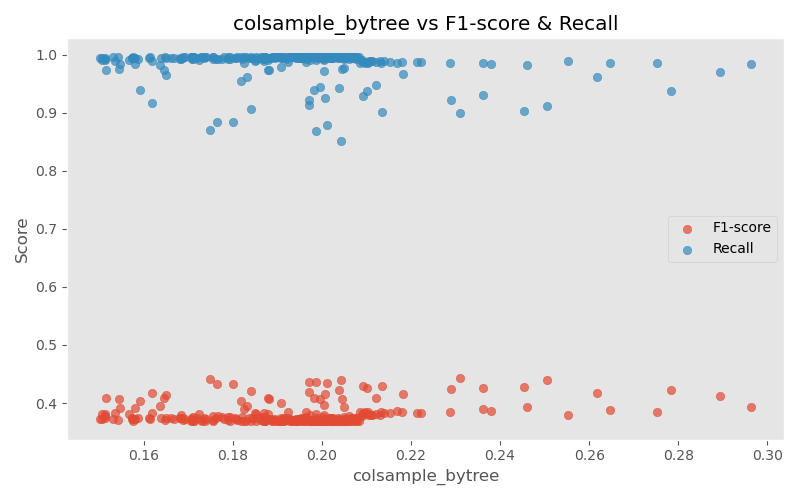 colsample_bytree vs F1-score & Recall
1.0
0.9
0.8
0.7
0.6
0.5
0.4
Score
F1-score
Recall
0.16 0.18 0.20 0.22 0.24 0.26 0.28 0.30
colsample_bytree